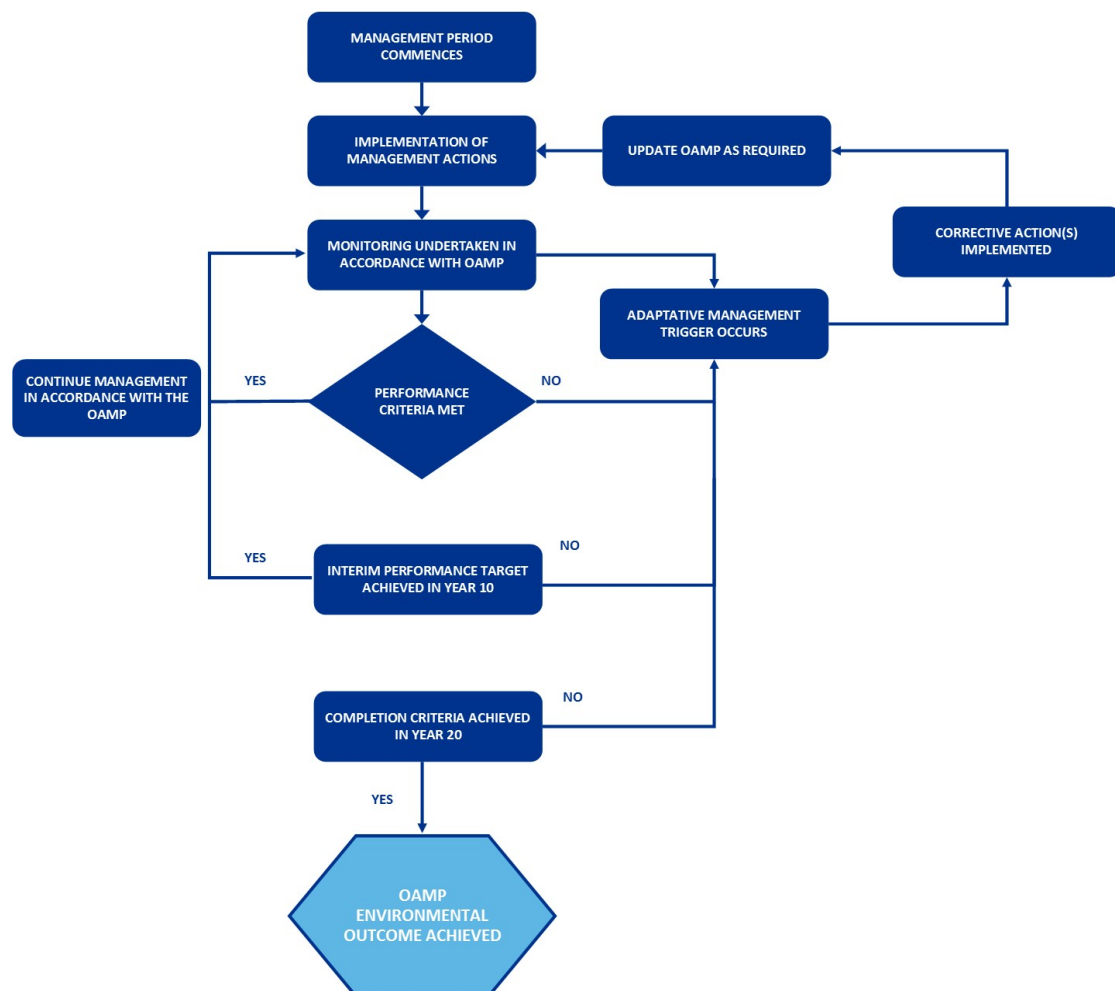 MANAGEMENT PERIOD
COMMENCES
IMPLEMENTATION OF
MANAGEMENT ACTIONS
UPDATE OAMP AS REQUIRED
CORRECTIVE ACTION(S)
IMPLEMENTED
MONITORING UNDERTAKEN IN
ACCORDANCE WITH OAMP
ADAPTATIVE MANAGEMENT
TRIGGER OCCURS
CONTINUE MANAGEMENT
IN ACCORDANCE WITH THE
OAMP
YES
PERFORMANCE
CRITERIA MET
NO
YES
INTERIM PERFORMANCE TARGET
ACHIEVED IN YEAR 10
NO
COMPLETION CRITERIA ACHIEVED
IN YEAR 20
NO
YES
OAMP
ENVIRONMENTAL
OUTCOME ACHIEVED